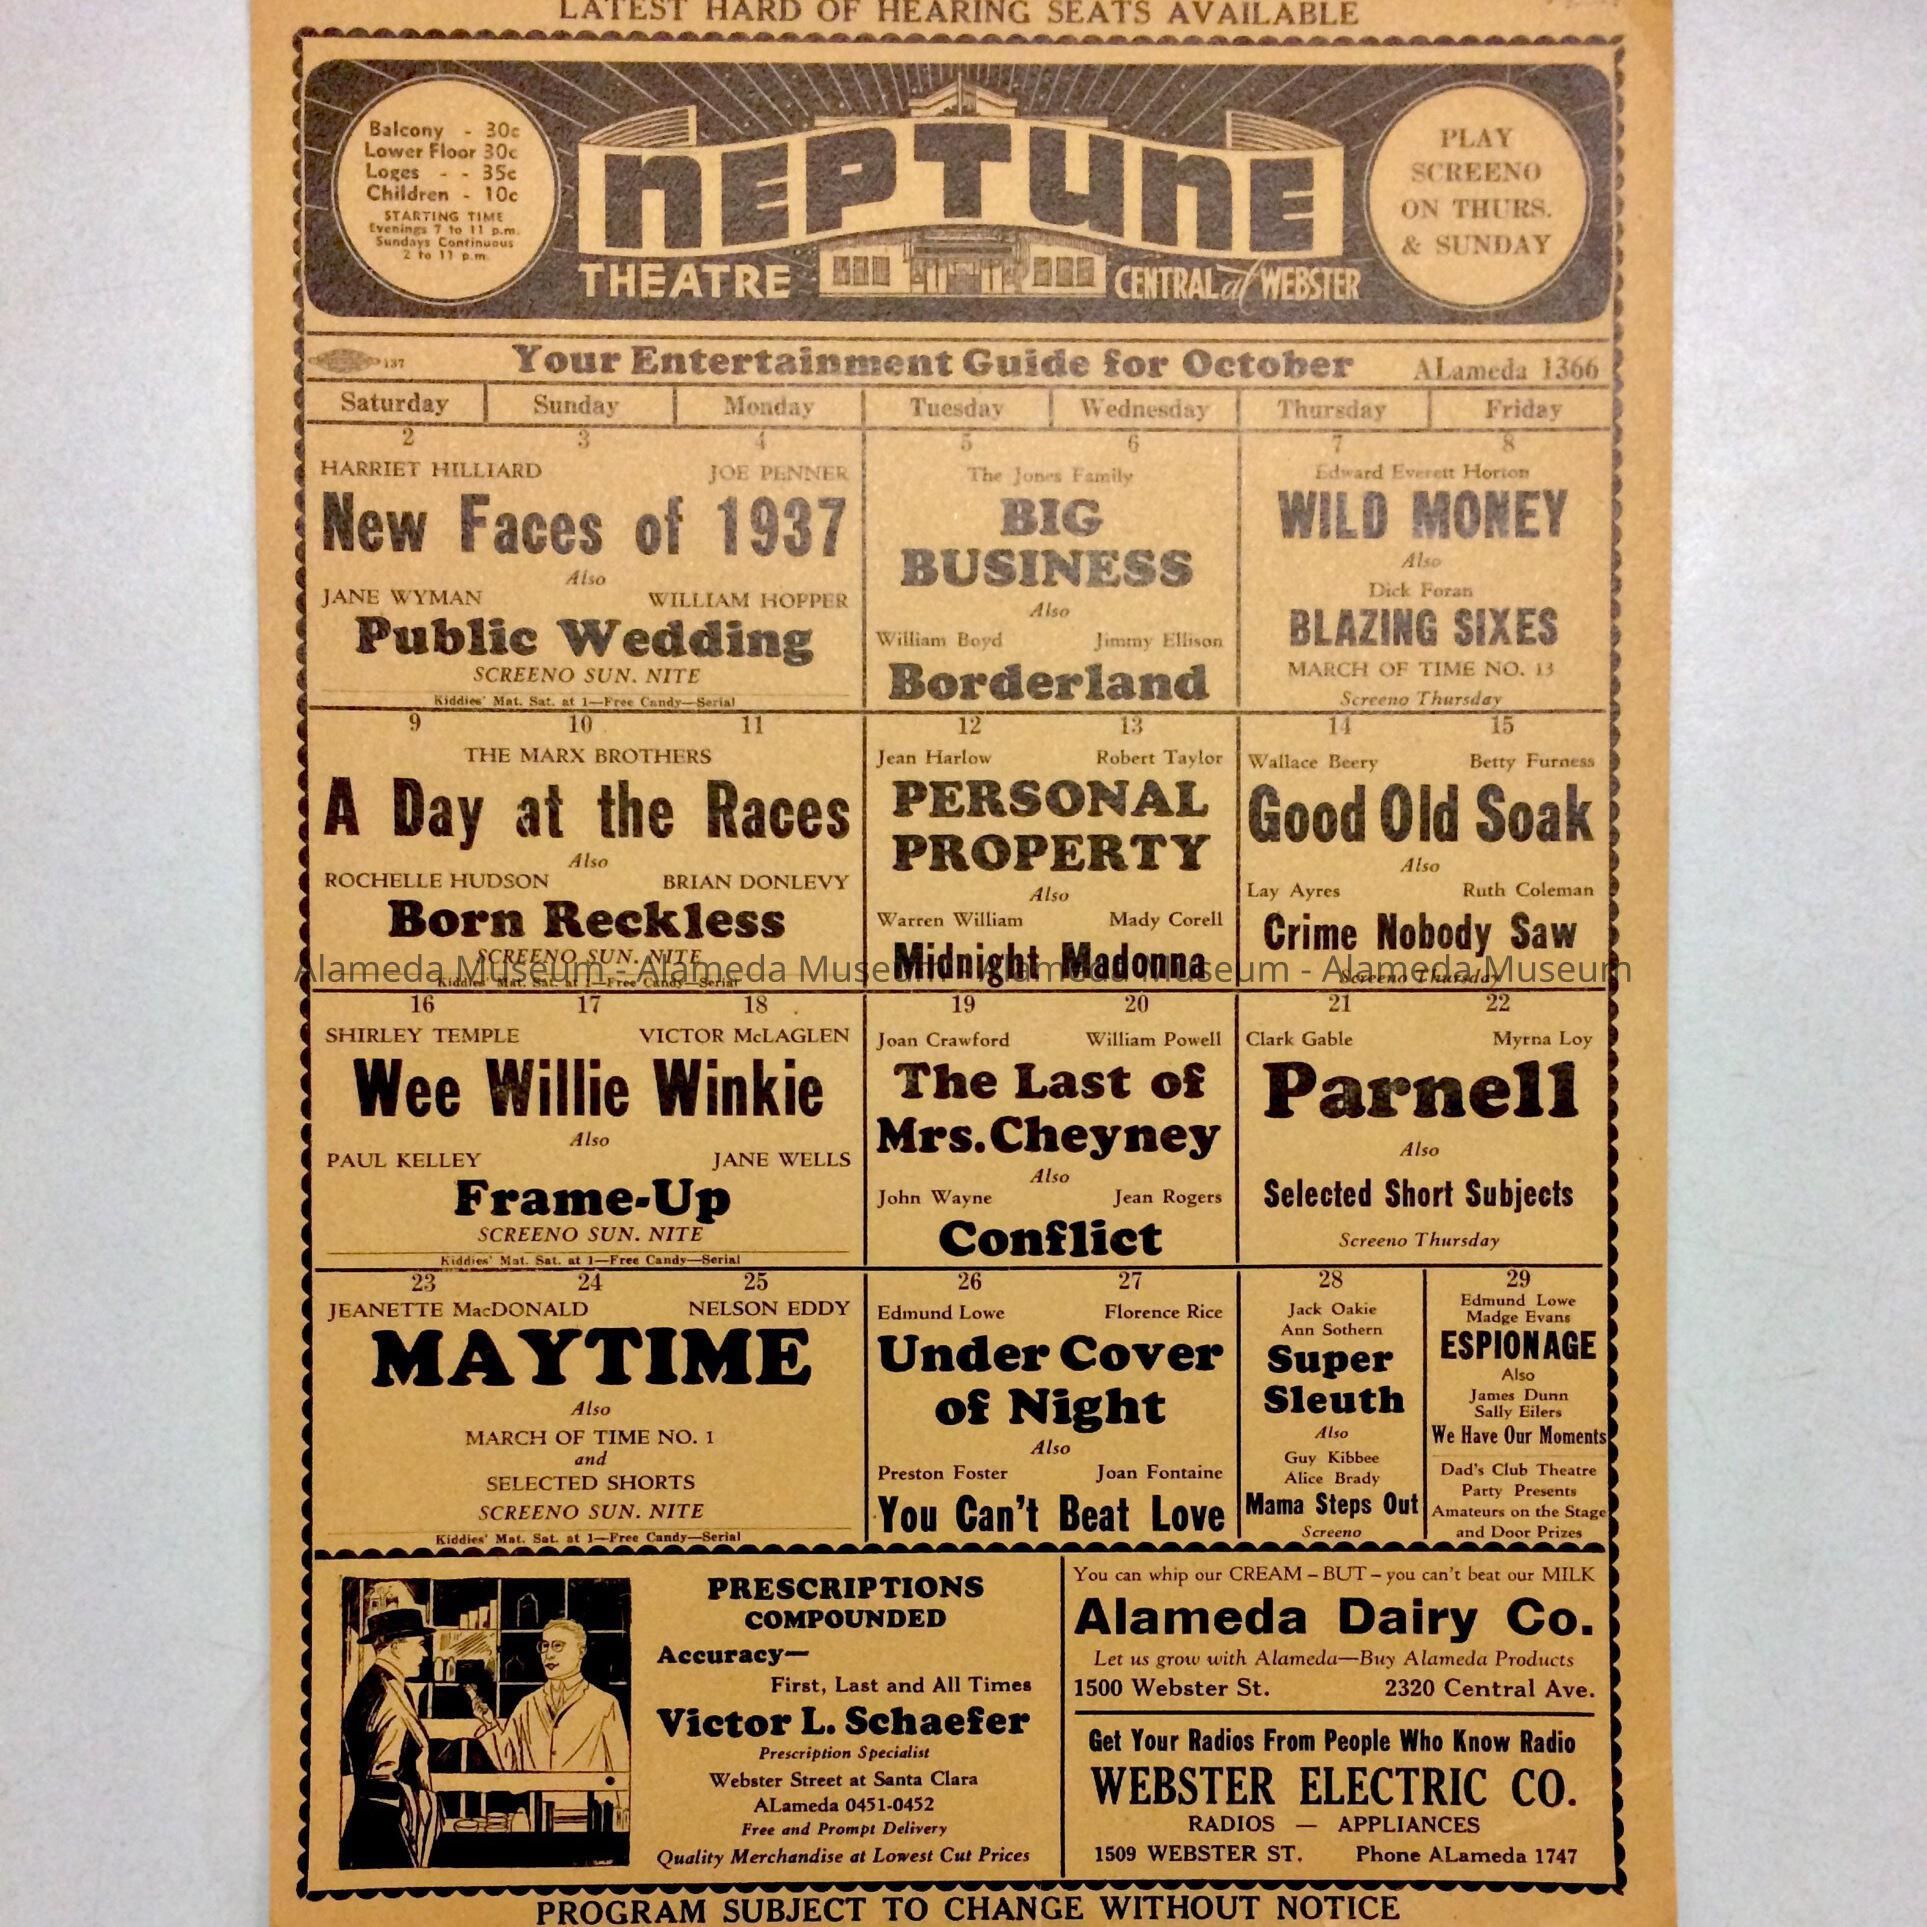 LATEST HARD OF HEARING SEATS AVAILABLE
Balcony - 30c
Lower Floor 30c
Loges - - 35c
Children - 10c
STARTING TIME
Evenings 7 to 11 p.m.
Sundays Continuous
2 to 11 p.m.
NEPTUNE
THEATRE CENTRAL at WEBSTER
PLAY
SCREENO
ON THURS.
& SUNDAY
137
Your Entertainment Guide for October ALameda 1366
Saturday Sunday Monday Tuesday Wednesday Thursday Friday
2 3 4
HARRIET HILLIARD JOE PENNER
New Faces of 1937
Also
JANE WYMAN WILLIAM HOPPER
Public Wedding
SCREENO SUN. NITE
Kiddies' Mat. Sat. at 1—Free Candy—Serial
5 6
The Jones Family
BIG
BUSINESS
Also
William Boyd Jimmy Ellison
Borderland
7 8
Edward Everett Horton
WILD MONEY
Also
Dick Foran
BLAZING SIXES
MARCH OF TIME NO. 13
Screeno Thursday
9 10 11
THE MARX BROTHERS
A Day at the Races
Also
ROCHELLE HUDSON BRIAN DONLEVY
Born Reckless
SCREENO SUN. NITE
Kiddies' Mat. Sat. at 1—Free Candy—Serial
12 13
Jean Harlow Robert Taylor
PERSONAL
PROPERTY
Also
Warren William Mady Corell
Midnight Madonna
14 15
Wallace Beery Betty Furness
Good Old Soak
Also
Lay Ayres Ruth Coleman
Crime Nobody Saw
Screeno Thursday
Alameda Museum - Alameda Museum - Alameda Museum - Alameda Museum
16 17 18
SHIRLEY TEMPLE VICTOR McLAGLEN
Wee Willie Winkie
Also
PAUL KELLEY JANE WELLS
Frame-Up
SCREENO SUN. NITE
Kiddies' Mat. Sat. at 1—Free Candy—Serial
19 20
Joan Crawford William Powell
The Last of
Mrs. Cheyney
Also
John Wayne Jean Rogers
Conflict
21 22
Clark Gable Myrna Loy
Parnell
Also
Selected Short Subjects
Screeno Thursday
23 24 25
JEANETTE MacDONALD NELSON EDDY
MAYTIME
Also
MARCH OF TIME NO. 1
and
SELECTED SHORTS
SCREENO SUN. NITE
Kiddies' Mat. Sat. at 1—Free Candy—Serial
26 27
Edmund Lowe Florence Rice
Under Cover
of Night
Also
Preston Foster Joan Fontaine
You Can't Beat Love
28
Jack Oakie
Ann Sothern
Super
Sleuth
Also
Guy Kibbee
Alice Brady
Mama Steps Out
Screeno
29
Edmund Lowe
Madge Evans
ESPIONAGE
Also
James Dunn
Sally Eilers
We Have Our Moments
Dad's Club Theatre
Party Presents
Amateurs on the Stage
and Door Prizes
PRESCRIPTIONS
COMPOUNDED
Accuracy—
First, Last and All Times
Victor L. Schaefer
Prescription Specialist
Webster Street at Santa Clara
ALameda 0451-0452
Free and Prompt Delivery
Quality Merchandise at Lowest Cut Prices
You can whip our CREAM – BUT – you can't beat our MILK
Alameda Dairy Co.
Let us grow with Alameda—Buy Alameda Products
1500 Webster St. 2320 Central Ave.
Get Your Radios From People Who Know Radio
WEBSTER ELECTRIC CO.
RADIOS — APPLIANCES
1509 WEBSTER ST. Phone ALameda 1747
PROGRAM SUBJECT TO CHANGE WITHOUT NOTICE